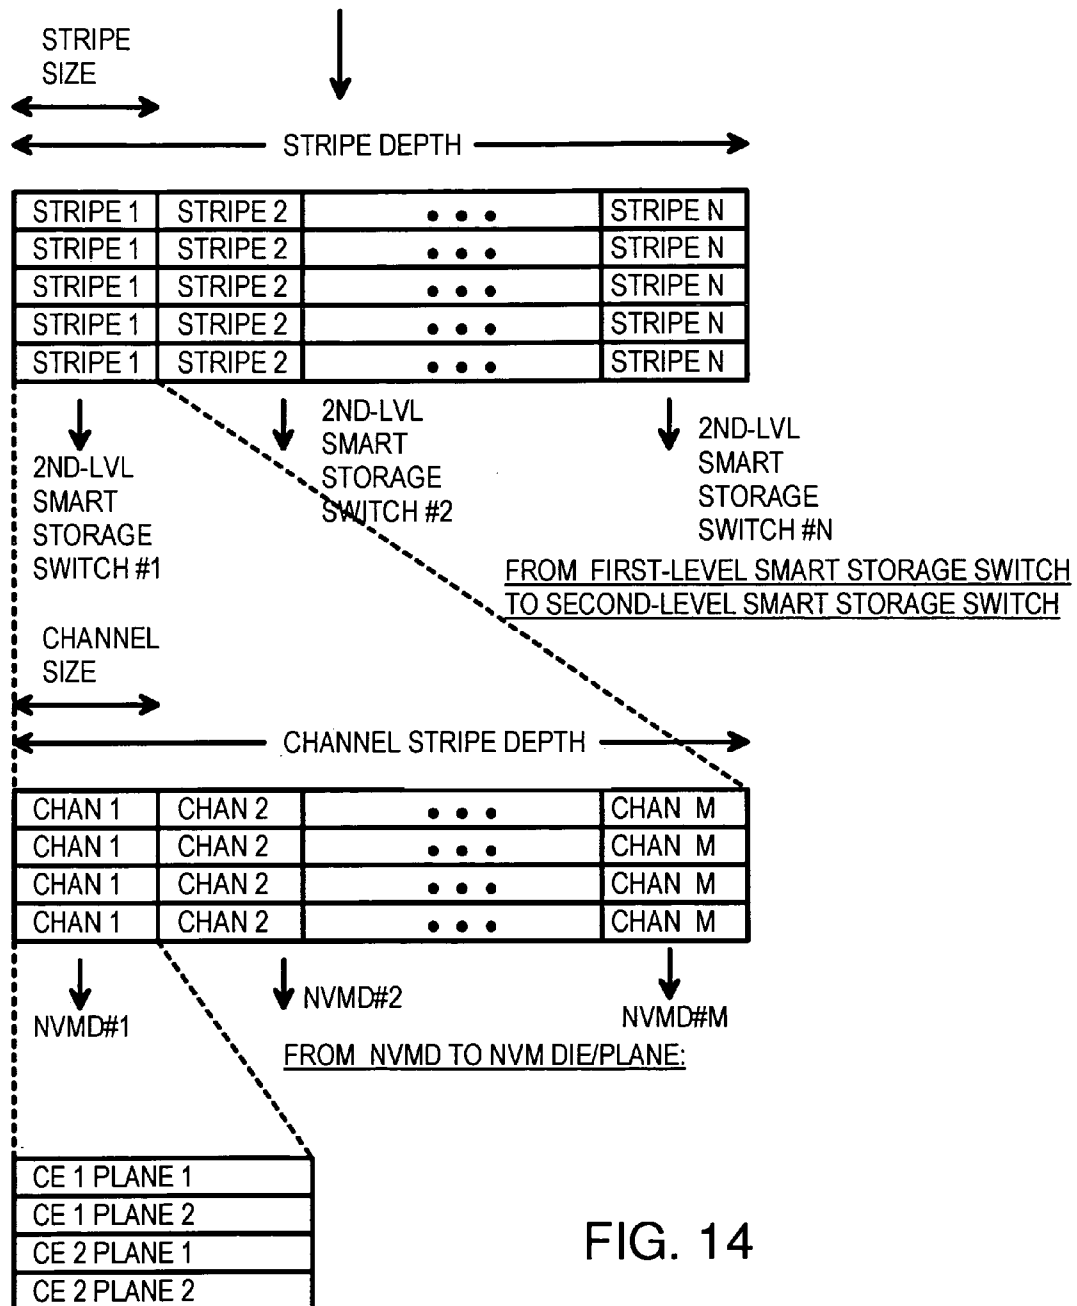 STRIPE
SIZE
STRIPE DEPTH
STRIPE 1 STRIPE 2 • • • STRIPE N
STRIPE 1 STRIPE 2 • • • STRIPE N
STRIPE 1 STRIPE 2 • • • STRIPE N
STRIPE 1 STRIPE 2 • • • STRIPE N
STRIPE 1 STRIPE 2 • • • STRIPE N
2ND-LVL
SMART
STORAGE
SWITCH #1
2ND-LVL
SMART
STORAGE
SWITCH #2
2ND-LVL
SMART
STORAGE
SWITCH #N
FROM FIRST-LEVEL SMART STORAGE SWITCH
TO SECOND-LEVEL SMART STORAGE SWITCH
CHANNEL
SIZE
CHANNEL STRIPE DEPTH
CHAN 1 CHAN 2 • • • CHAN M
CHAN 1 CHAN 2 • • • CHAN M
CHAN 1 CHAN 2 • • • CHAN M
CHAN 1 CHAN 2 • • • CHAN M
NVMD#1
NVMD#2
NVMD#M
FROM NVMD TO NVM DIE/PLANE:
CE 1 PLANE 1
CE 1 PLANE 2
CE 2 PLANE 1
CE 2 PLANE 2
FIG. 14